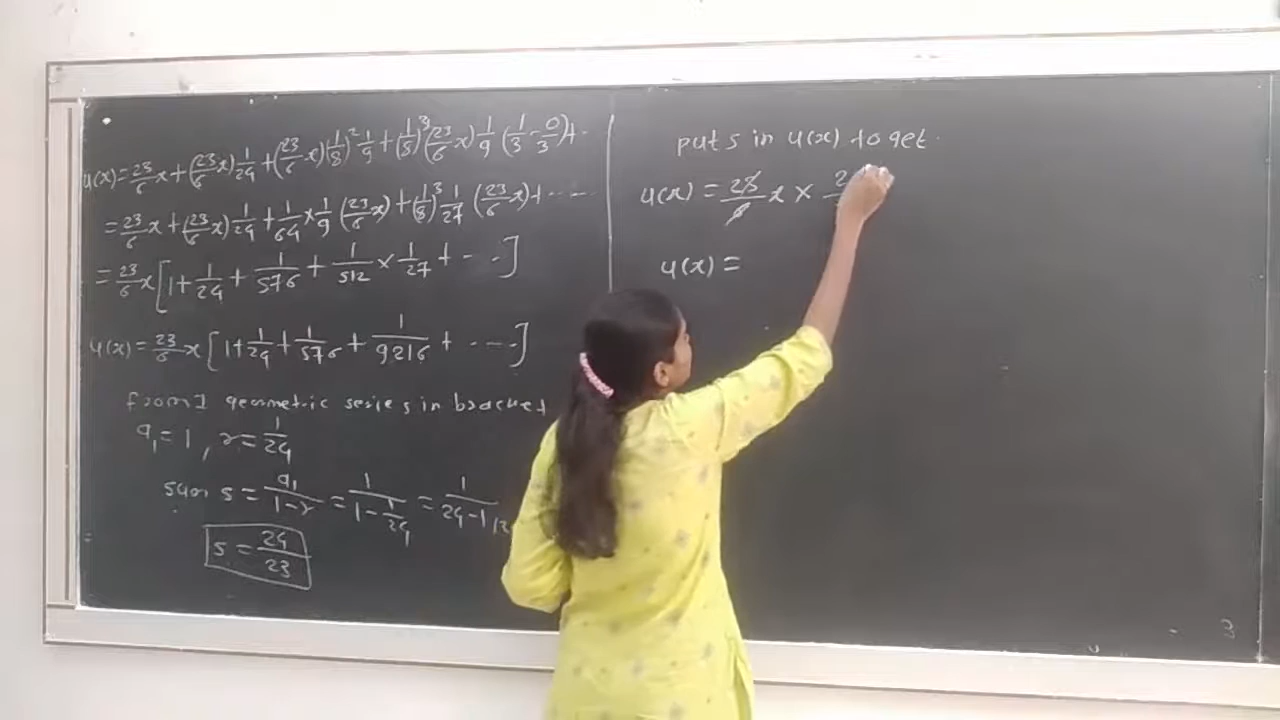 u(x) = 23/6 x + (23/6 x) 1/24 + (23/6 x)(1/8)² 1/9 + (1/8)³ (23/6 x) 1/9 (1/3 - 0/3) + ..
= 23/6 x + (23/6 x) 1/24 + 1/64 × 1/9 (23/6 x) + (1/8)³ 1/27 (23/6 x) + ....
= 23/6 x [1 + 1/24 + 1/576 + 1/512 × 1/27 + ...]
u(x) = 23/6 x [1 + 1/24 + 1/576 + 1/9216 + ....]
from I geometric series in bracket
a₁ = 1, r = 1/24
sum s = a₁/1-r = 1/1-1/24 = 1/24-1/
s = 24/23
put s in u(x) to get.
u(x) = 23/6 x ×
u(x) =